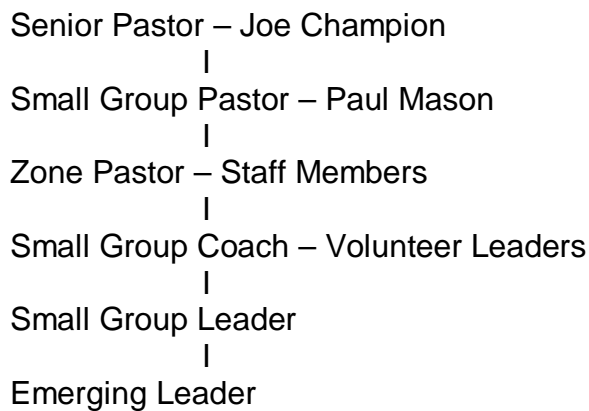 Senior Pastor – Joe Champion
|
Small Group Pastor – Paul Mason
|
Zone Pastor – Staff Members
|
Small Group Coach – Volunteer Leaders
|
Small Group Leader
|
Emerging Leader